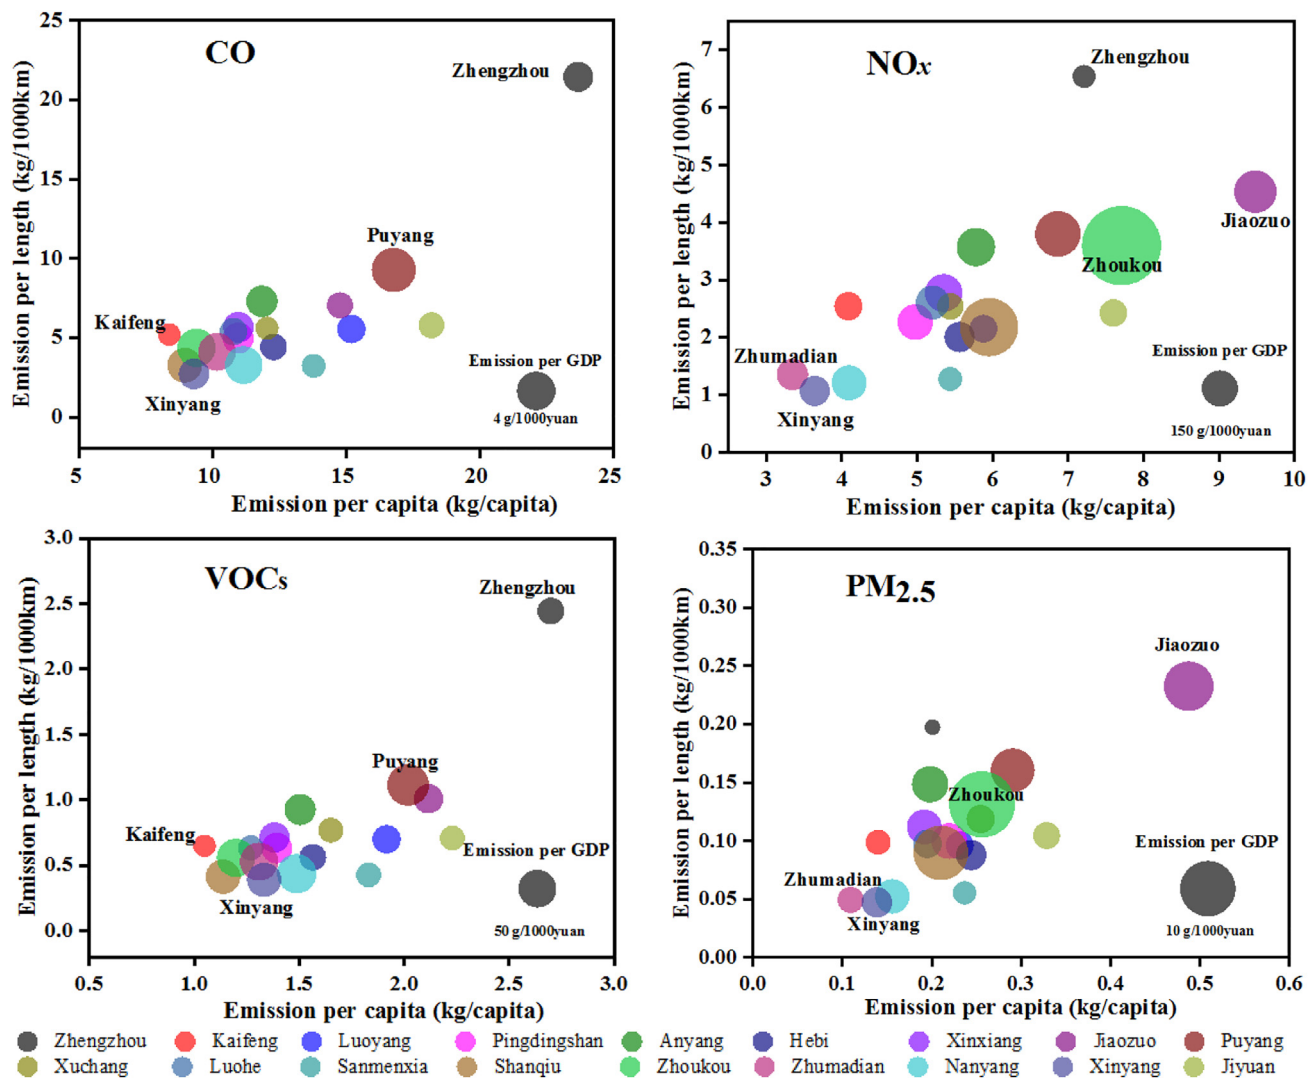 CO
Emission per length (kg/1000km)
25
20
15
10
5
0
Zhengzhou
Puyang
Kaifeng
Xinyang
Emission per GDP
4 g/1000yuan
5 10 15 20 25
Emission per capita (kg/capita)
NOx
Emission per length (kg/1000km)
7
6
5
4
3
2
1
0
Zhengzhou
Jiaozuo
Zhoukou
Zhumadian
Xinyang
Emission per GDP
150 g/1000yuan
3 4 5 6 7 8 9 10
Emission per capita (kg/capita)
VOCs
Emission per length (kg/1000km)
3.0
2.5
2.0
1.5
1.0
0.5
0.0
Zhengzhou
Puyang
Kaifeng
Xinyang
Emission per GDP
50 g/1000yuan
0.5 1.0 1.5 2.0 2.5 3.0
Emission per capita (kg/capita)
PM2.5
Emission per length (kg/1000km)
0.35
0.30
0.25
0.20
0.15
0.10
0.05
0.00
Jiaozuo
Zhoukou
Zhumadian
Xinyang
Emission per GDP
10 g/1000yuan
0.0 0.1 0.2 0.3 0.4 0.5 0.6
Emission per capita (kg/capita)
Zhengzhou Kaifeng Luoyang Pingdingshan Anyang Hebi Xinxiang Jiaozuo Puyang
Xuchang Luohe Sanmenxia Shanqiu Zhoukou Zhumadian Nanyang Xinyang Jiyuan